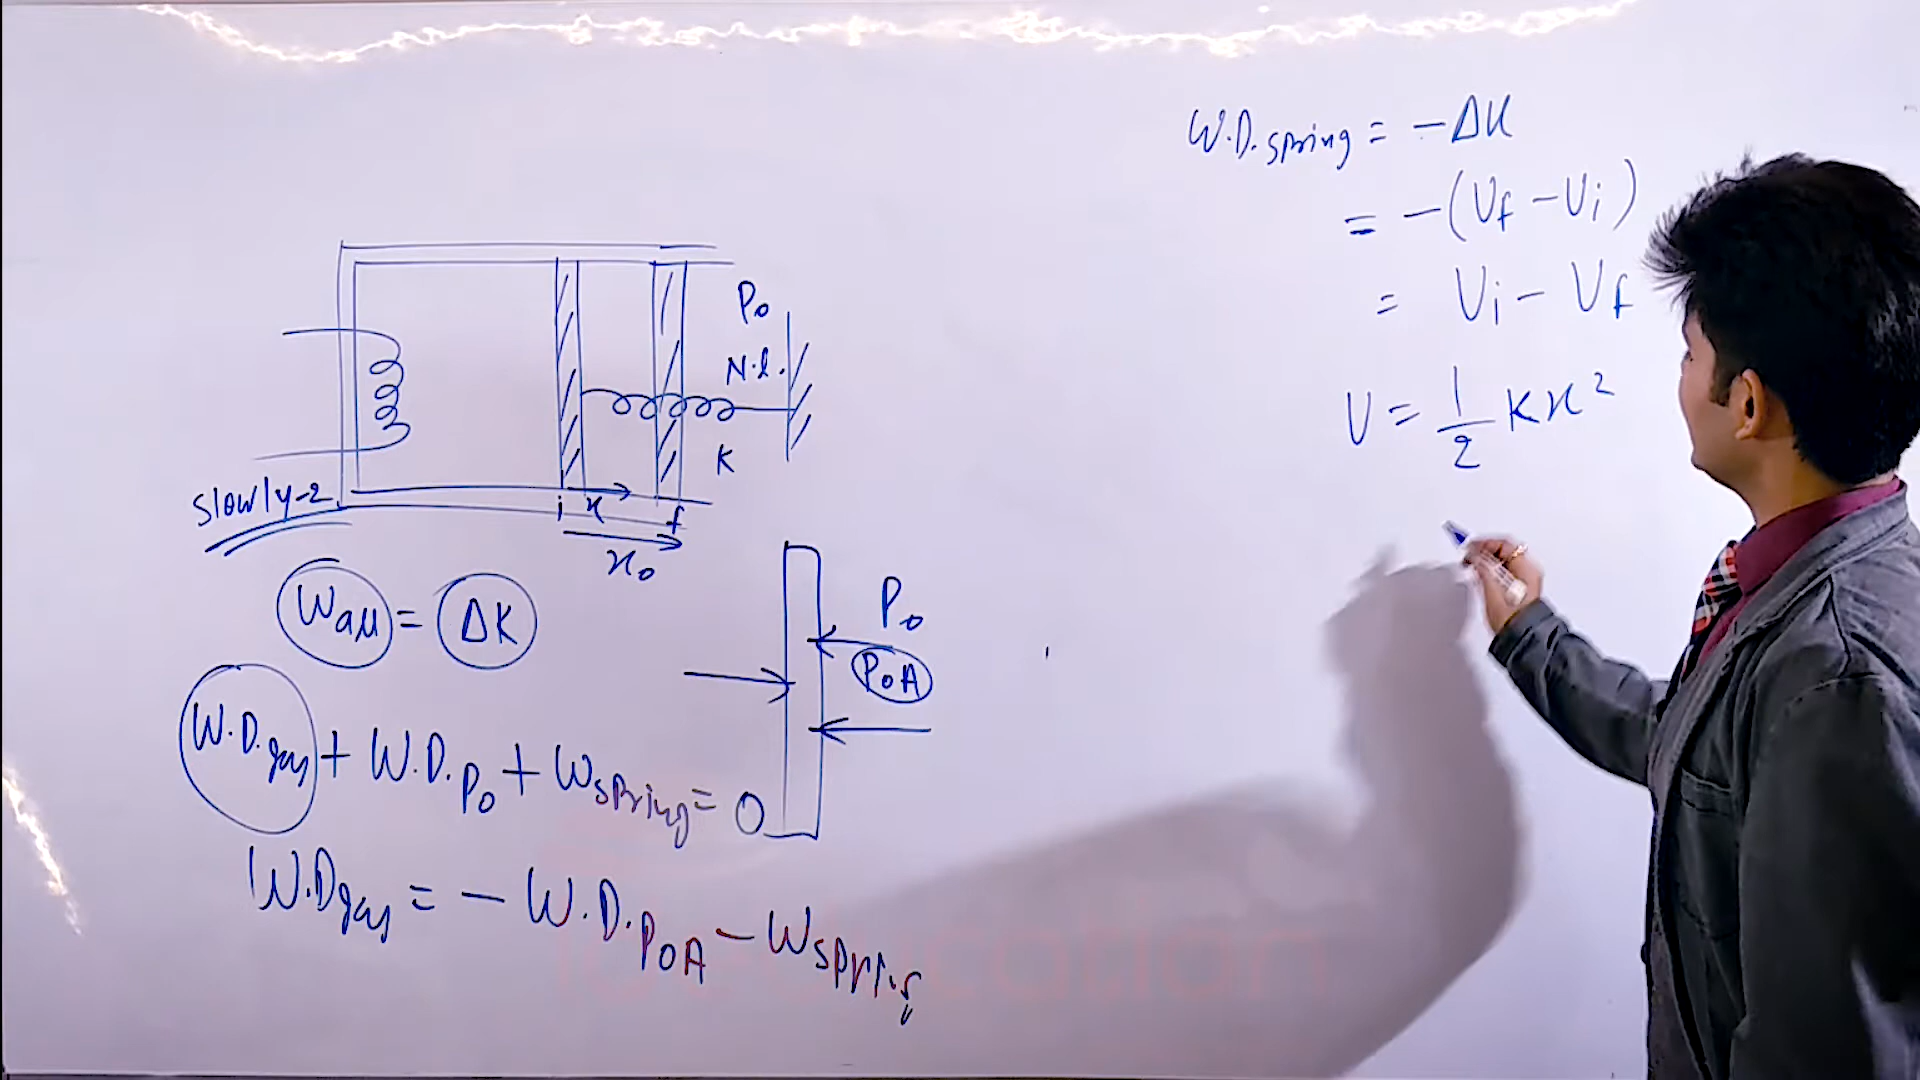 W.D.spring = -ΔU
= -(Uf - Ui)
= Ui - Uf
U = 1/2 Kx²
P₀
N.l.
K
Slowly-2
i x f
x₀
Wall = ΔK
P₀
P₀A
W.D.gas + W.D.P₀ + Wspring = 0
W.Dgas = - W.D.P₀A - Wspring